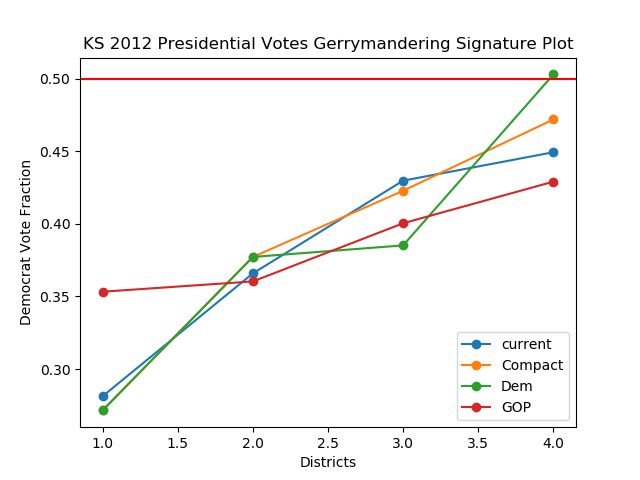 KS 2012 Presidential Votes Gerrymandering Signature Plot
Democrat Vote Fraction
0.50
0.45
0.40
0.35
0.30
current
Compact
Dem
GOP
1.0 1.5 2.0 2.5 3.0 3.5 4.0
Districts